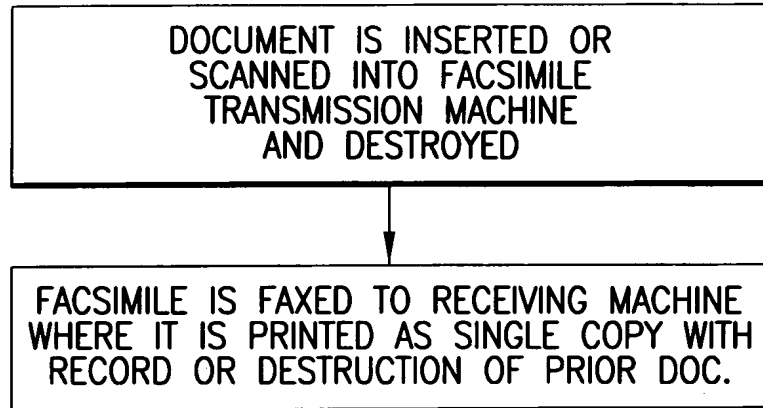 DOCUMENT IS INSERTED OR
SCANNED INTO FACSIMILE
TRANSMISSION MACHINE
AND DESTROYED
FACSIMILE IS FAXED TO RECEIVING MACHINE
WHERE IT IS PRINTED AS SINGLE COPY WITH
RECORD OR DESTRUCTION OF PRIOR DOC.